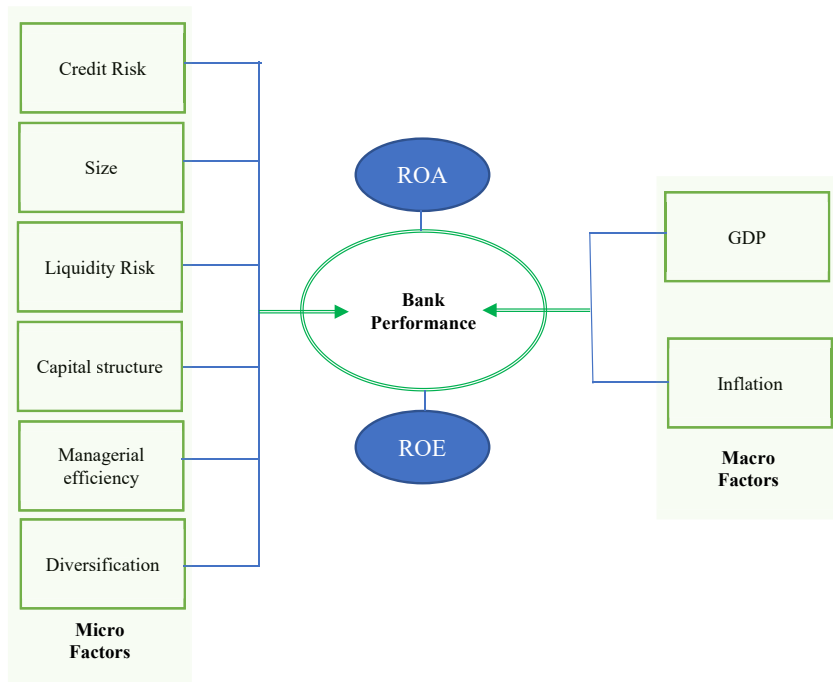 Credit Risk
Size
Liquidity Risk
Capital structure
Managerial
efficiency
Diversification
Micro
Factors
ROA
Bank
Performance
ROE
GDP
Inflation
Macro
Factors